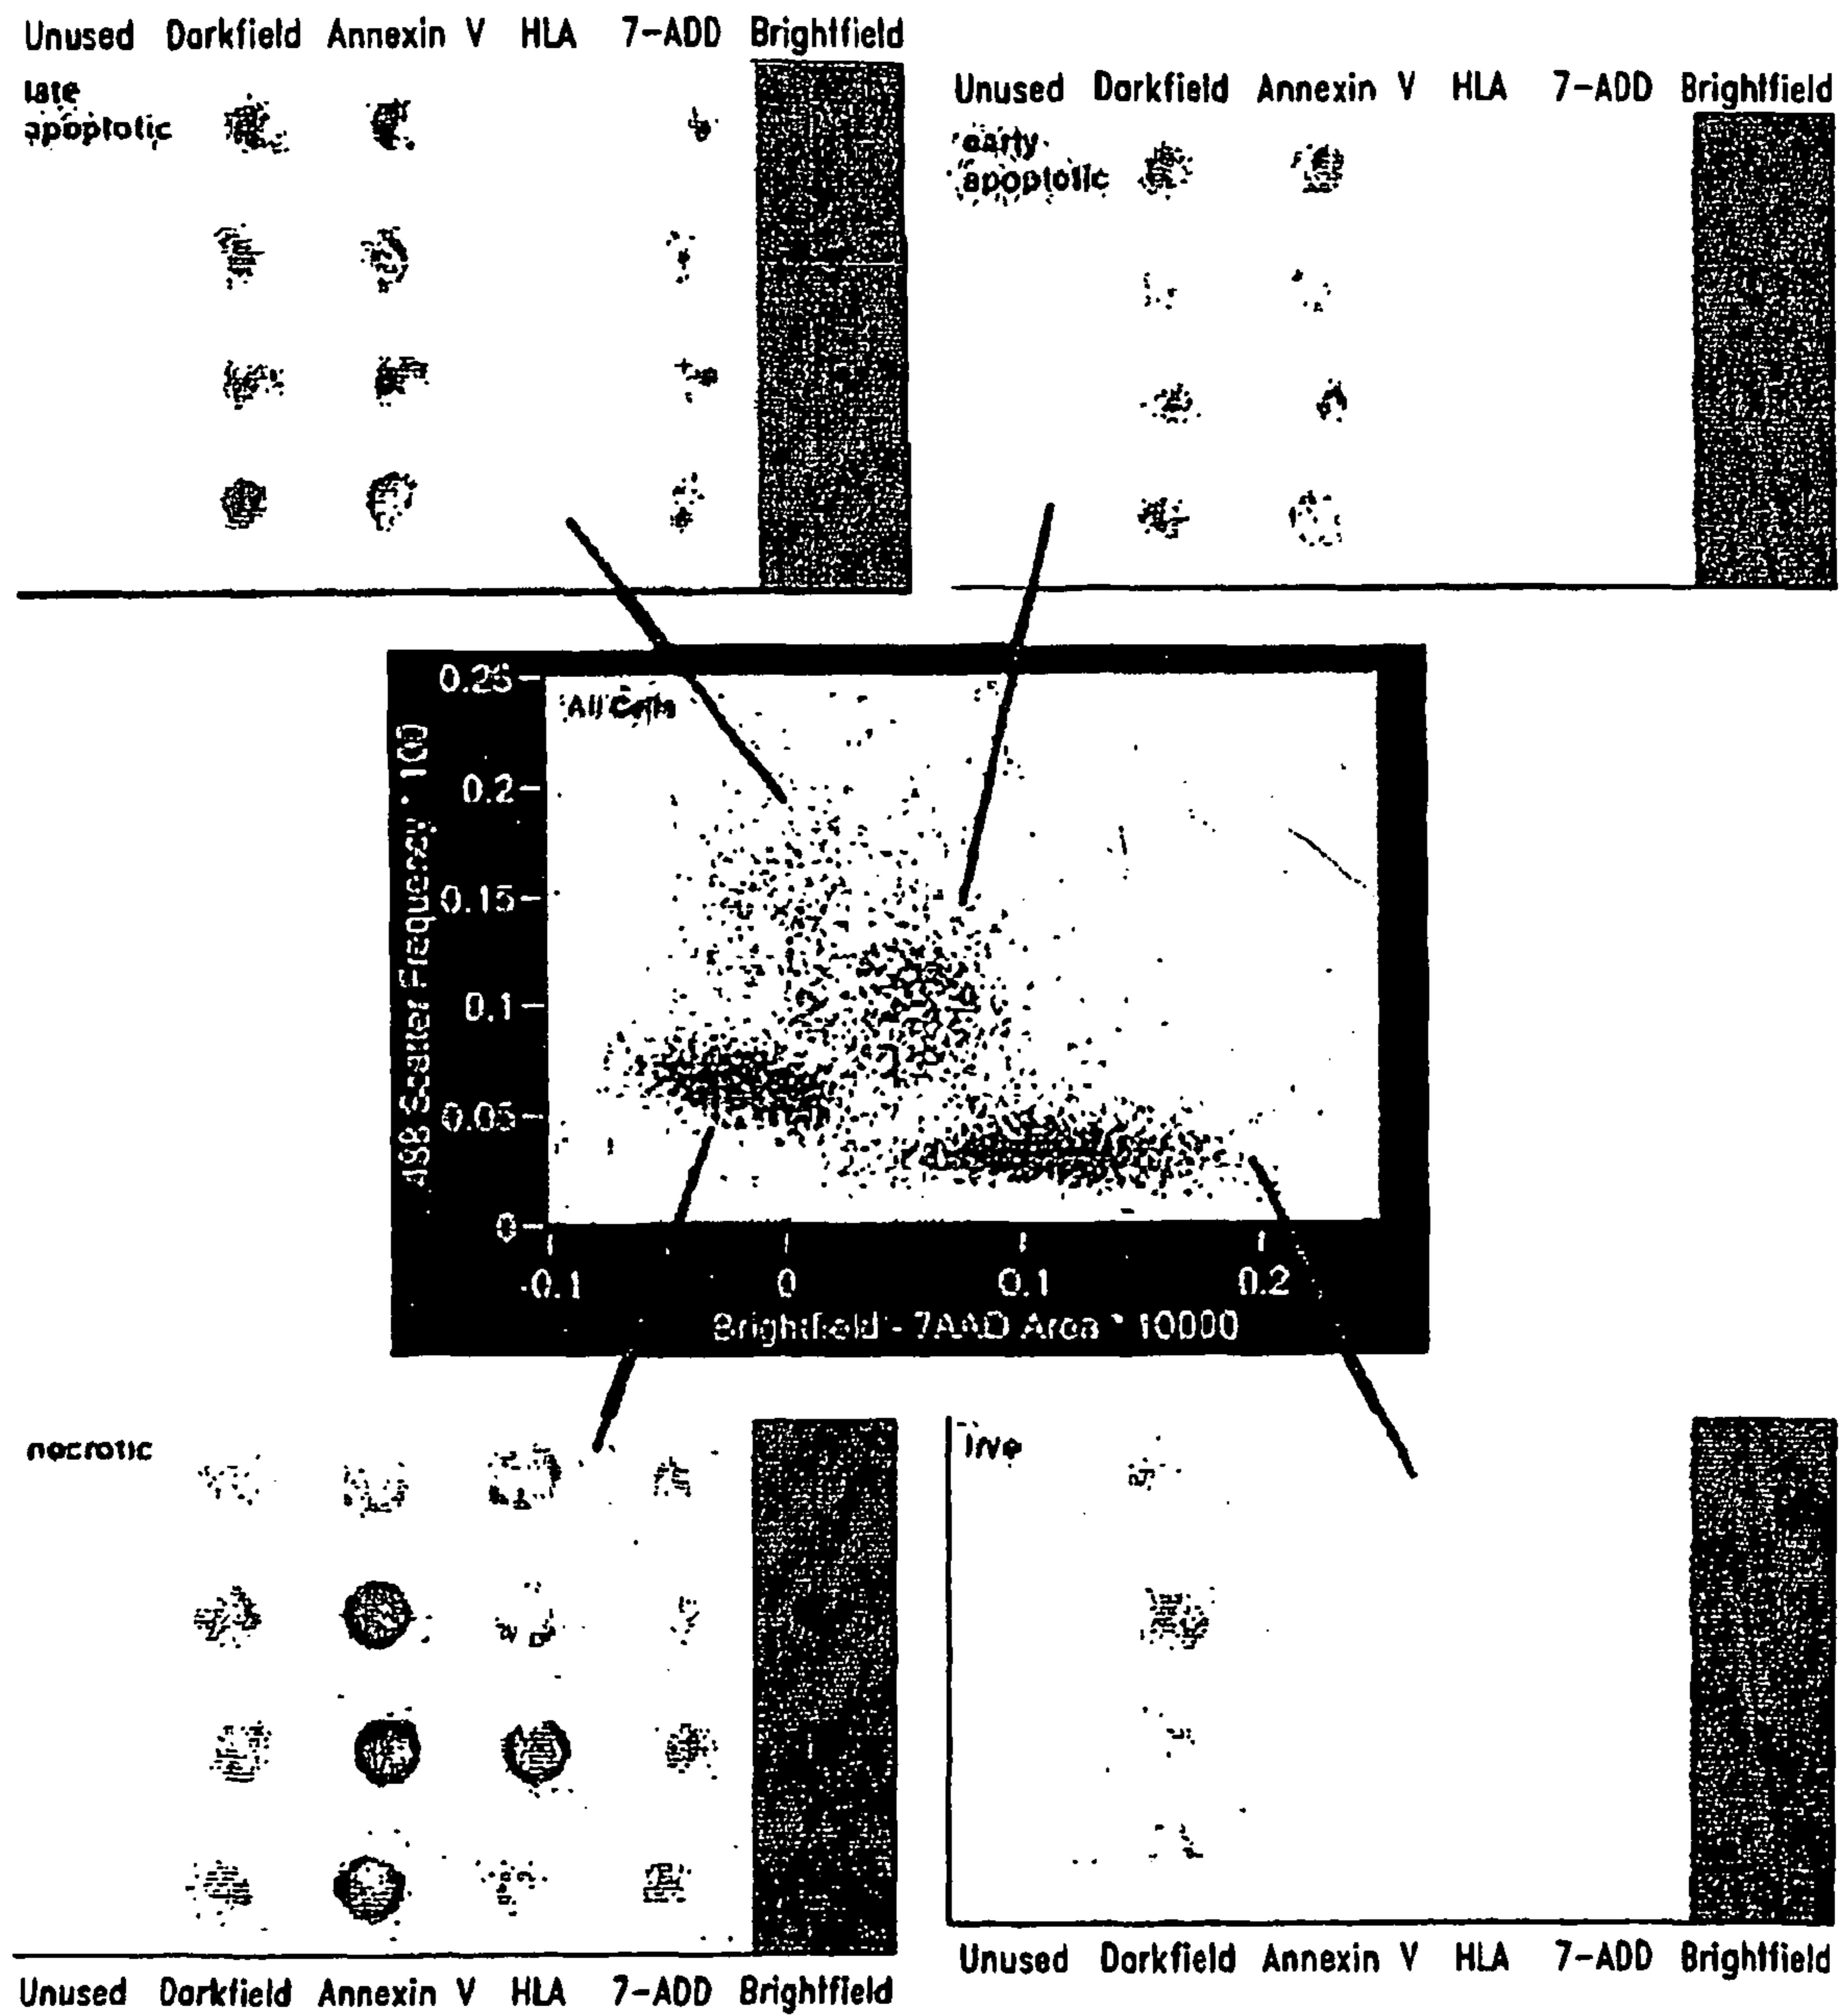 Unused Darkfield Annexin V HLA 7-ADD Brightfield
late
apoptotic
Unused Darkfield Annexin V HLA 7-ADD Brightfield
early
apoptotic
0.25
All Cells
0.2
0.15
0.1
0.05
0
488 Scatter Frequency * 100
-0.1 0 0.1 0.2
Brightfield - 7AAD Area * 10000
necrotic
live
Unused Darkfield Annexin V HLA 7-ADD Brightfield
Unused Darkfield Annexin V HLA 7-ADD Brightfield